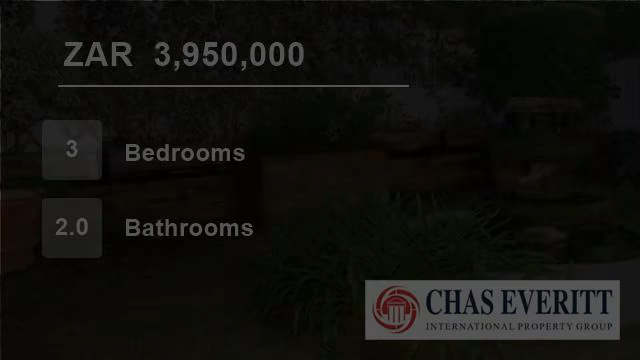 ZAR 3,950,000
3 Bedrooms
2.0 Bathrooms
CHAS EVERITT
INTERNATIONAL PROPERTY GROUP